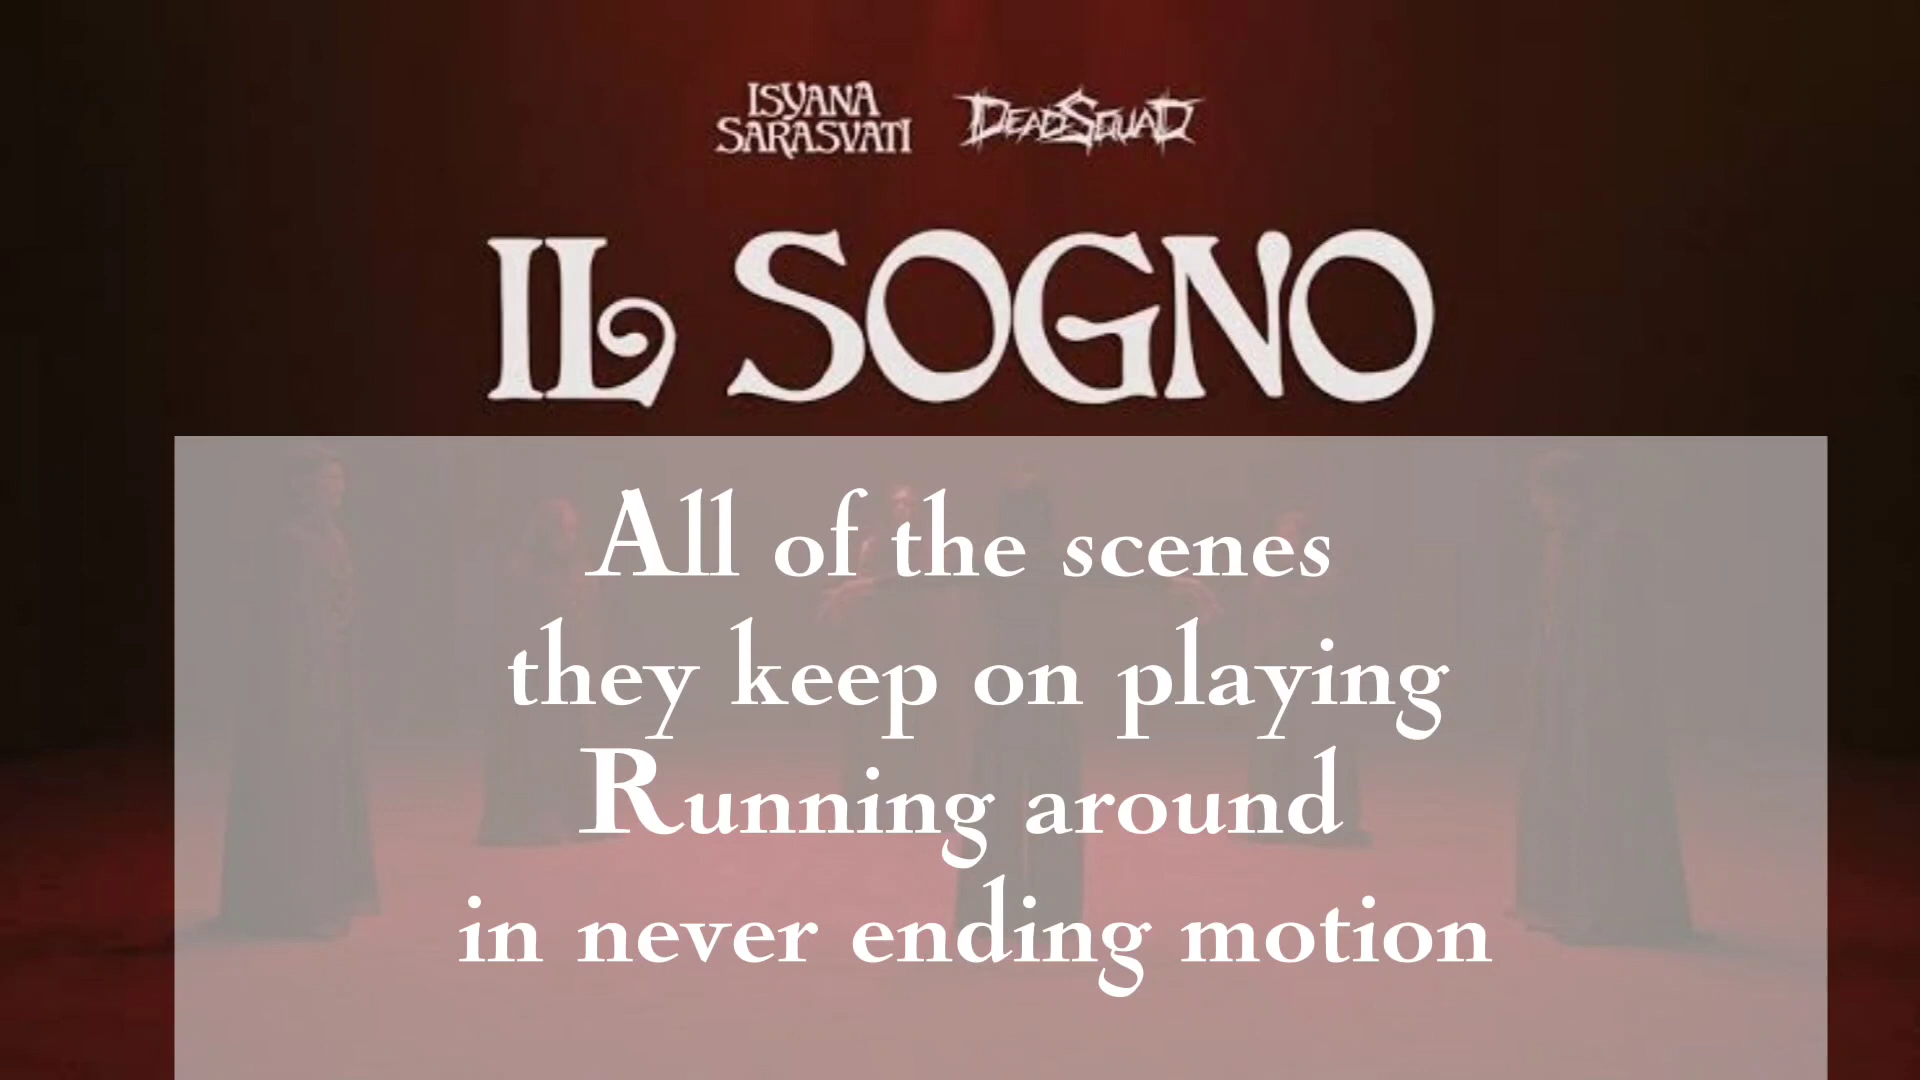 ISYANA
SARASVATI
DEADSQUAD
IL SOGNO
All of the scenes
they keep on playing
Running around
in never ending motion